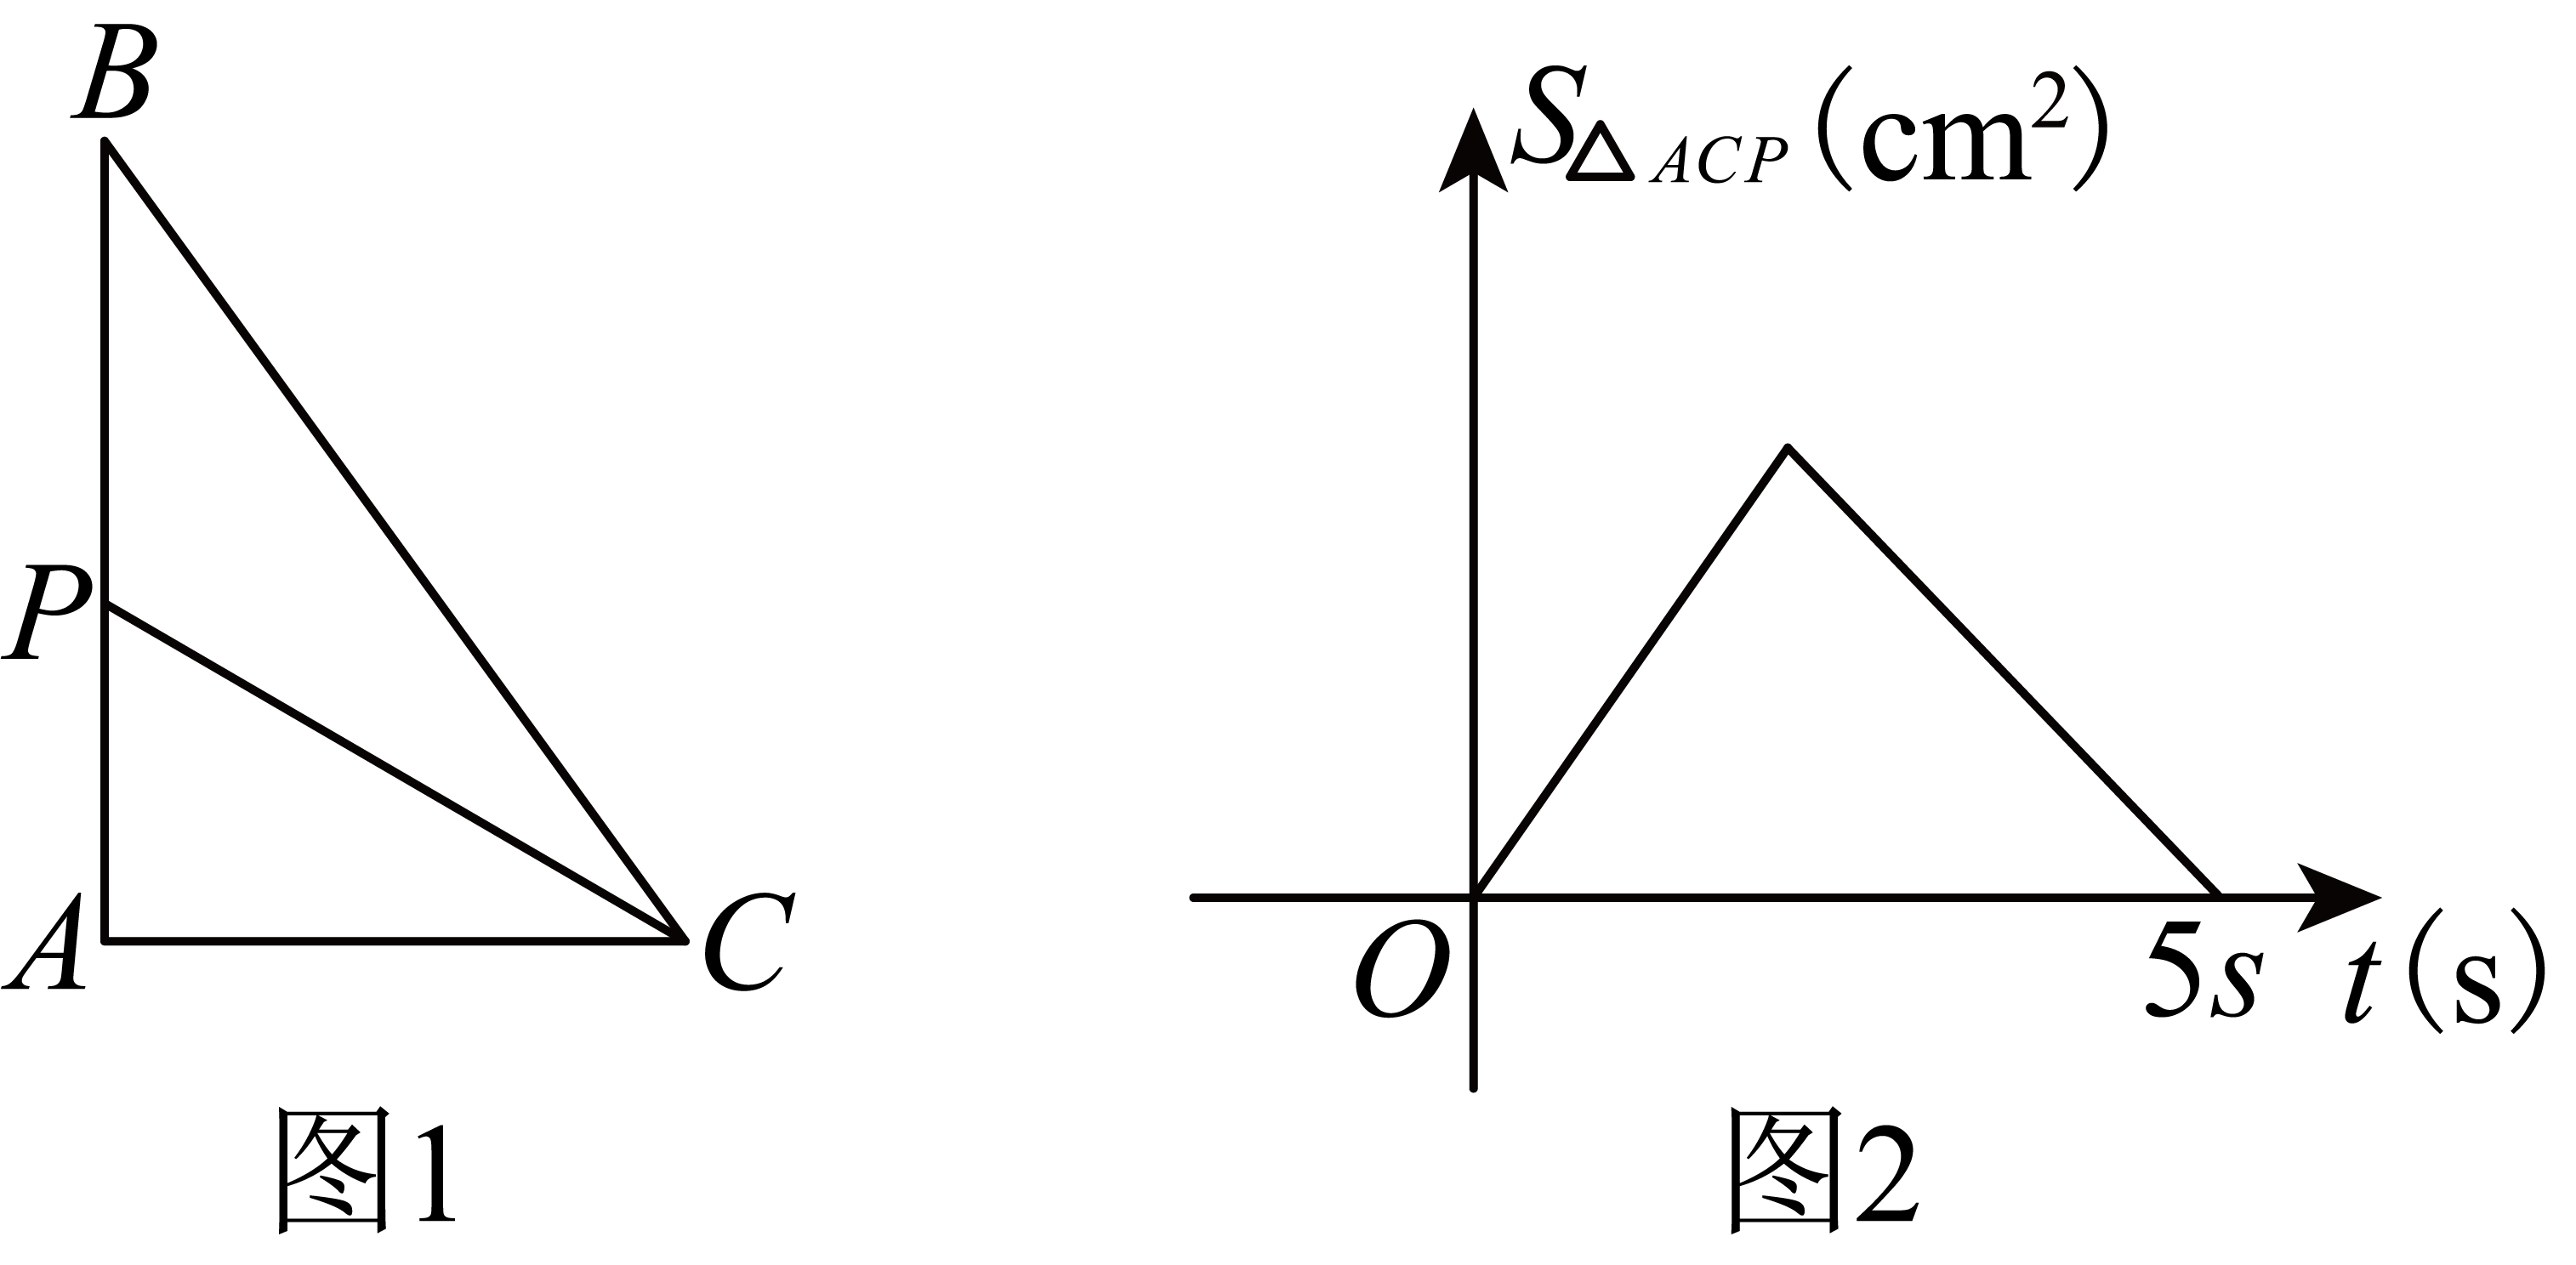 B
P
A
C
图1
S△ACP(cm²)
O
5s
t(s)
图2